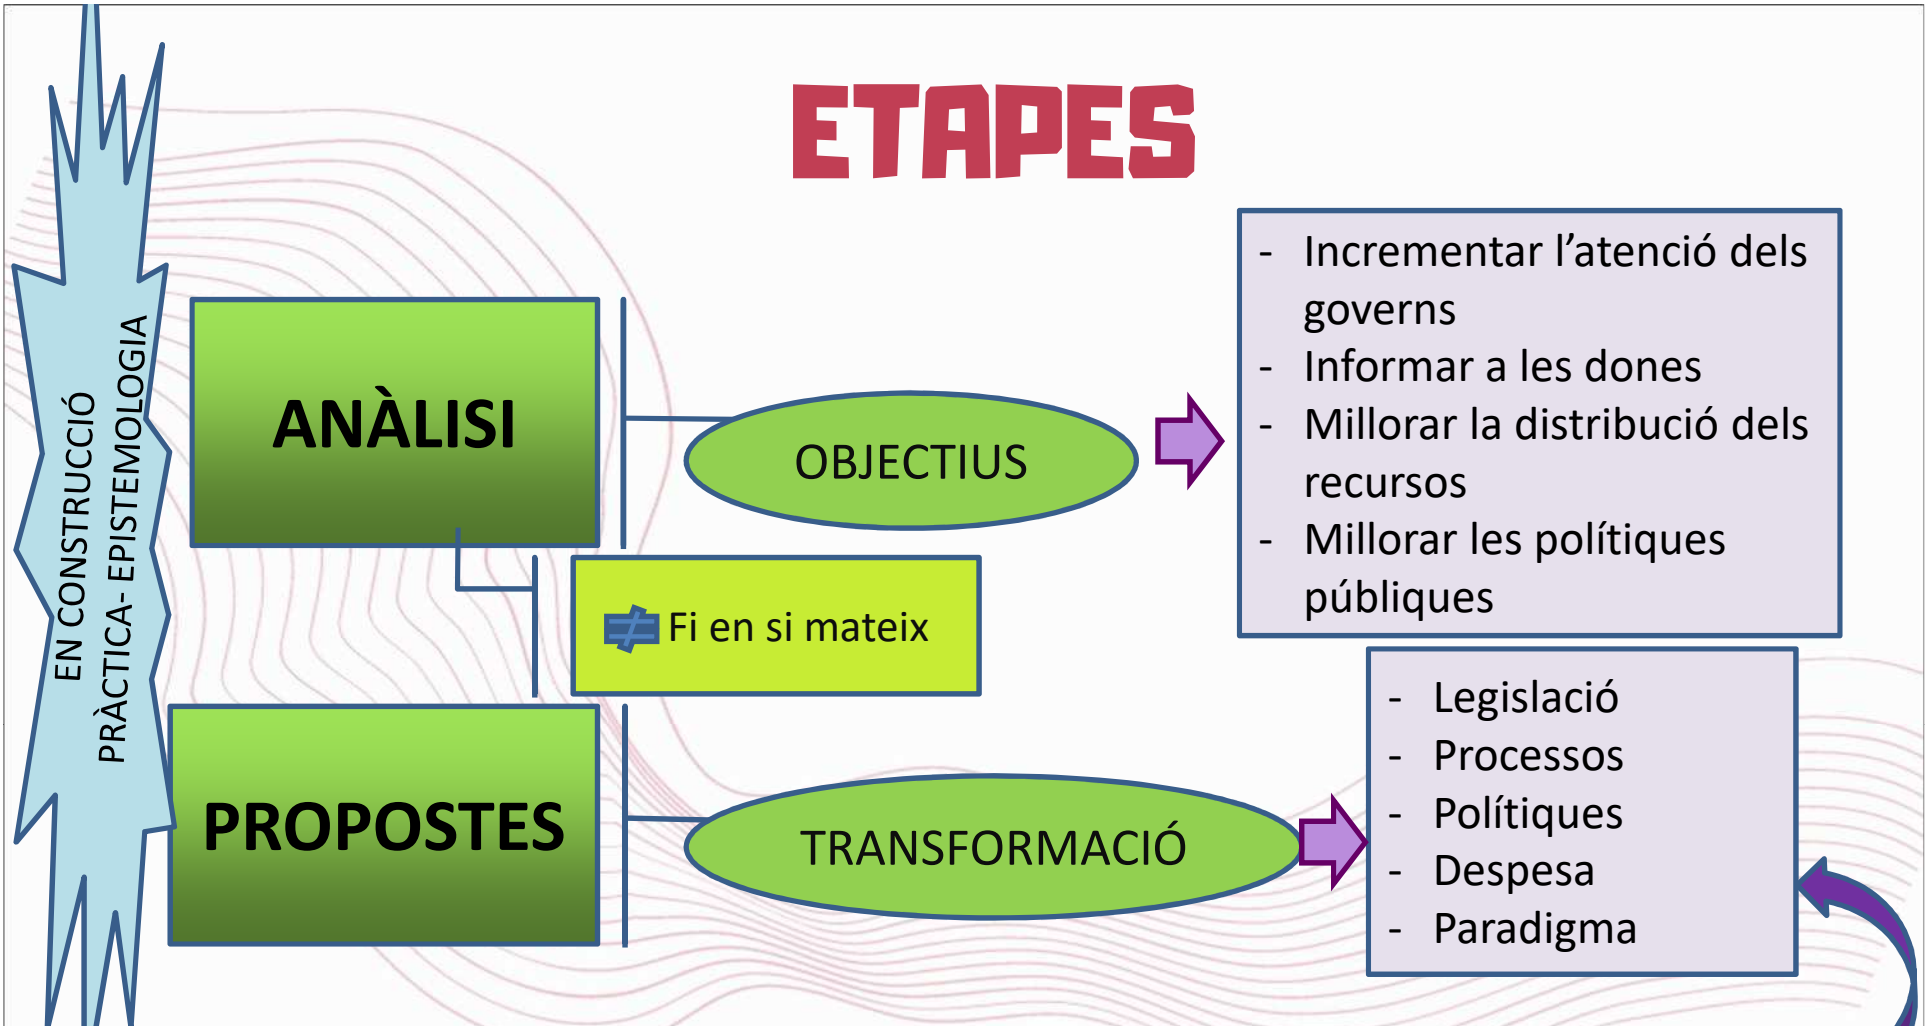 ETAPES
EN CONSTRUCCIÓ
PRÀCTICA- EPISTEMOLOGIA
ANÀLISI
OBJECTIUS
- Incrementar l’atenció dels
governs
- Informar a les dones
- Millorar la distribució dels
recursos
- Millorar les polítiques
públiques
≠ Fi en si mateix
PROPOSTES
TRANSFORMACIÓ
- Legislació
- Processos
- Polítiques
- Despesa
- Paradigma